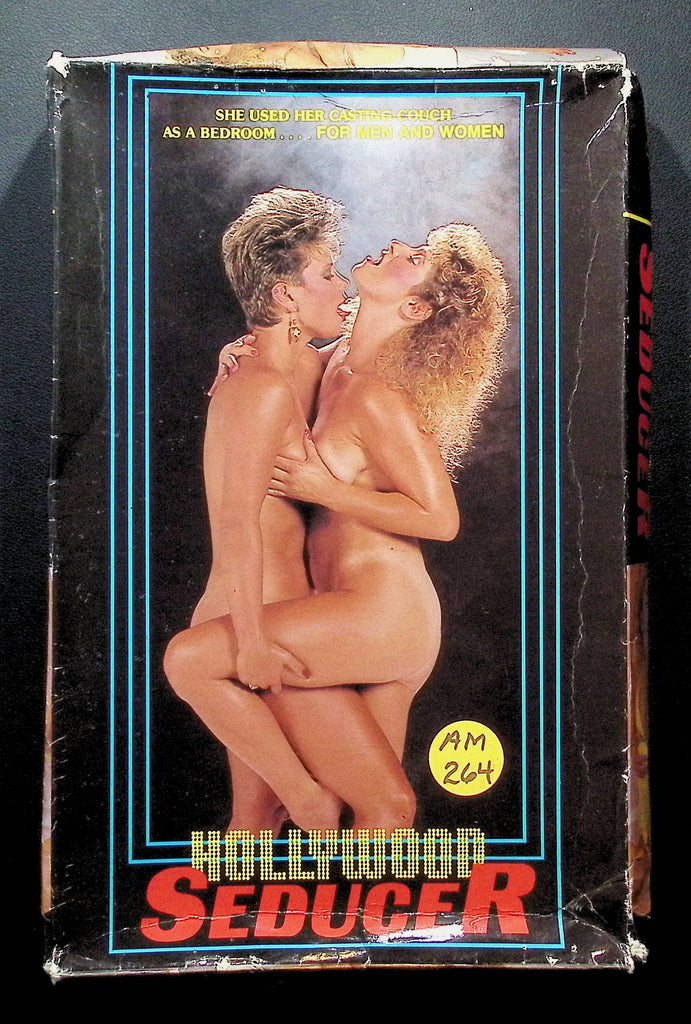 SHE USED HER CASTING COUCH
AS A BEDROOM . . . . FOR MEN AND WOMEN
AM
264
HOLLYWOOD
SEDUCER
SEDUCER